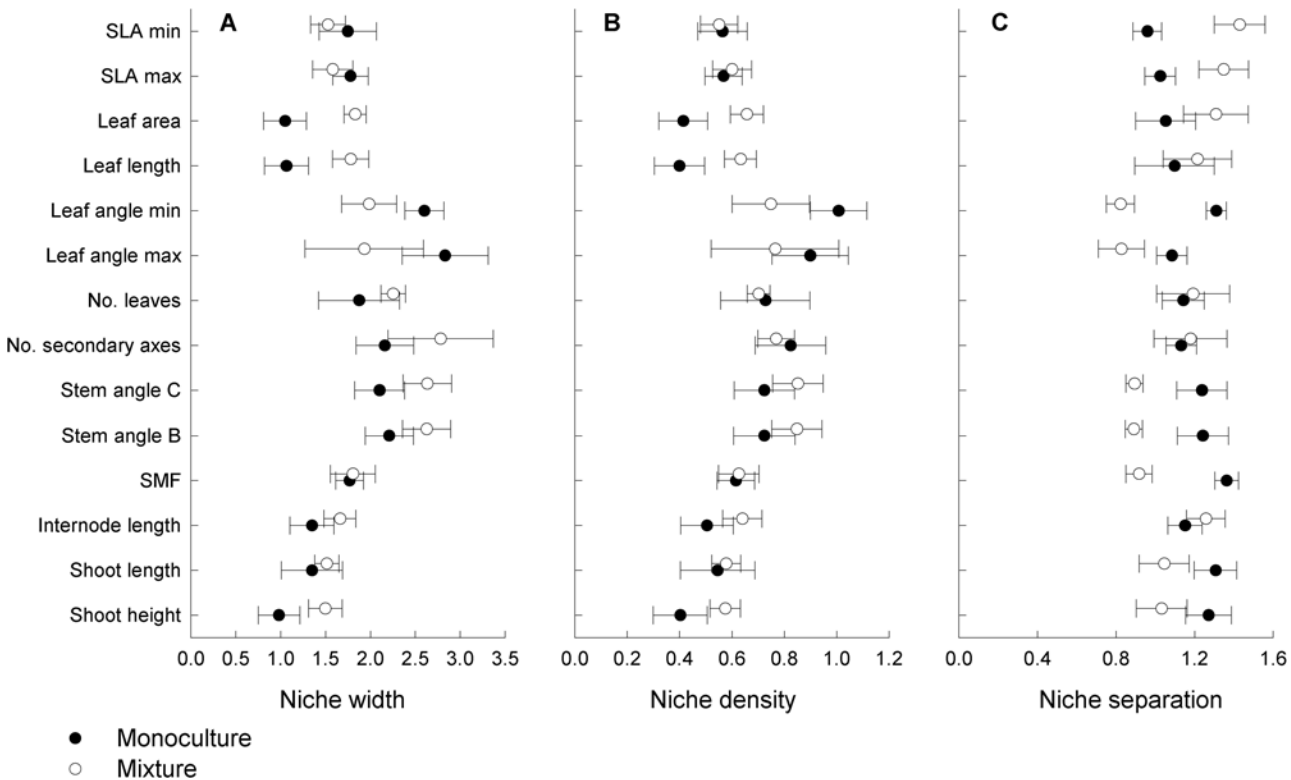 A
B
C
SLA min
SLA max
Leaf area
Leaf length
Leaf angle min
Leaf angle max
No. leaves
No. secondary axes
Stem angle C
Stem angle B
SMF
Internode length
Shoot length
Shoot height
0.0 0.5 1.0 1.5 2.0 2.5 3.0 3.5
0.0 0.2 0.4 0.6 0.8 1.0 1.2
0.0 0.4 0.8 1.2 1.6
Niche width
Niche density
Niche separation
Monoculture
Mixture